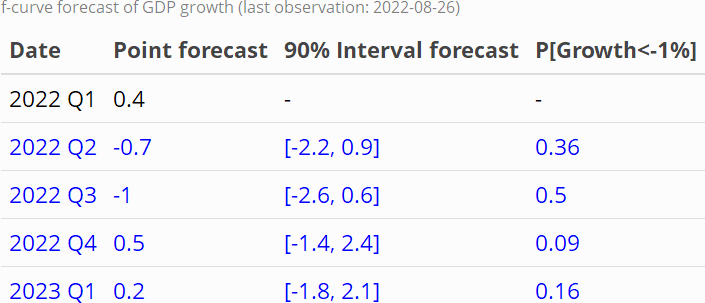 f-curve forecast of GDP growth (last observation: 2022-08-26)
Date Point forecast 90% Interval forecast P[Growth<-1%]
2022 Q1 0.4 - -
2022 Q2 -0.7 [-2.2, 0.9] 0.36
2022 Q3 -1 [-2.6, 0.6] 0.5
2022 Q4 0.5 [-1.4, 2.4] 0.09
2023 Q1 0.2 [-1.8, 2.1] 0.16